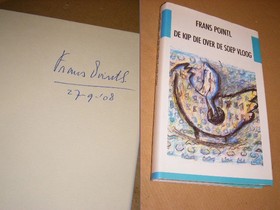 Frans Pointl
27-9-'08
FRANS POINTL
DE KIP DIE OVER DE SOEP VLOOG